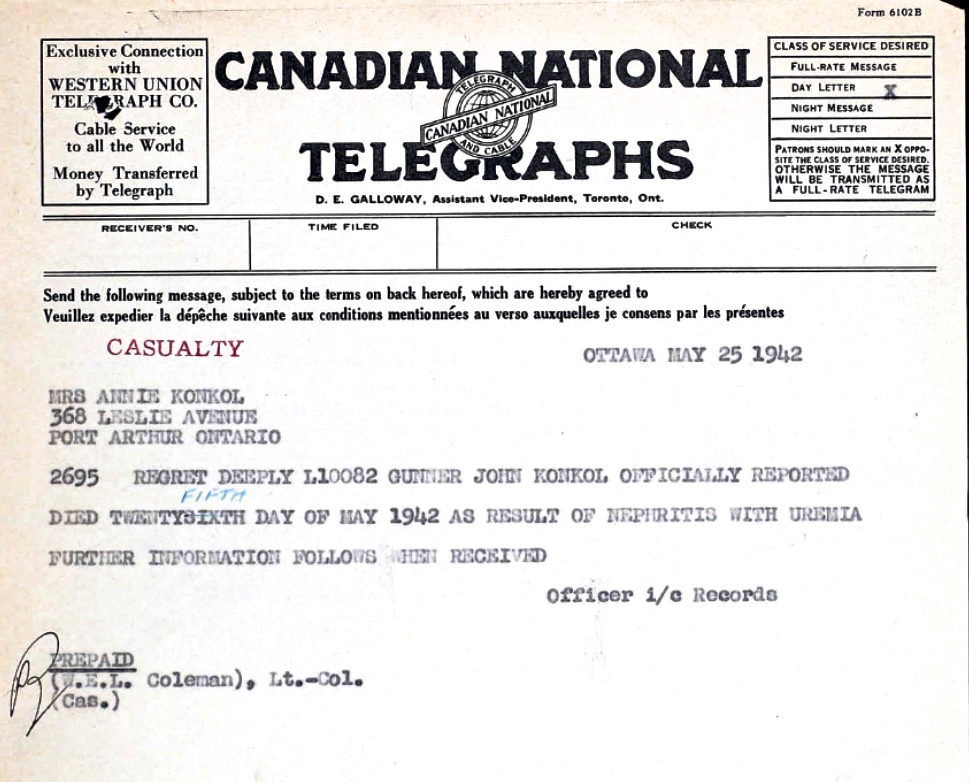 Form 6102B
Exclusive Connection
with
WESTERN UNION
TELEGRAPH CO.
Cable Service
to all the World
Money Transferred
by Telegraph
CANADIAN NATIONAL
TELEGRAPH
CANADIAN NATIONAL
AND CABLE
TELEGRAPHS
D. E. GALLOWAY, Assistant Vice-President, Toronto, Ont.
CLASS OF SERVICE DESIRED
FULL-RATE MESSAGE
DAY LETTER X
NIGHT MESSAGE
NIGHT LETTER
PATRONS SHOULD MARK AN X OPPO-
SITE THE CLASS OF SERVICE DESIRED.
OTHERWISE THE MESSAGE
WILL BE TRANSMITTED AS
A FULL-RATE TELEGRAM
RECEIVER'S NO. TIME FILED CHECK
Send the following message, subject to the terms on back hereof, which are hereby agreed to
Veuillez expedier la dépêche suivante aux conditions mentionnées au verso auxquelles je consens par les présentes
CASUALTY OTTAWA MAY 25 1942
MRS ANNIE KONKOL
368 LESLIE AVENUE
PORT ARTHUR ONTARIO
2695 REGRET DEEPLY L10082 GUNNER JOHN KONKOL OFFICIALLY REPORTED
FIFTH
DIED TWENTYSIXTH DAY OF MAY 1942 AS RESULT OF NEPHRITIS WITH UREMIA
FURTHER INFORMATION FOLLOWS WHEN RECEIVED
Officer i/c Records
PREPAID
(W.E.L. Coleman), Lt.-Col.
(Cas.)